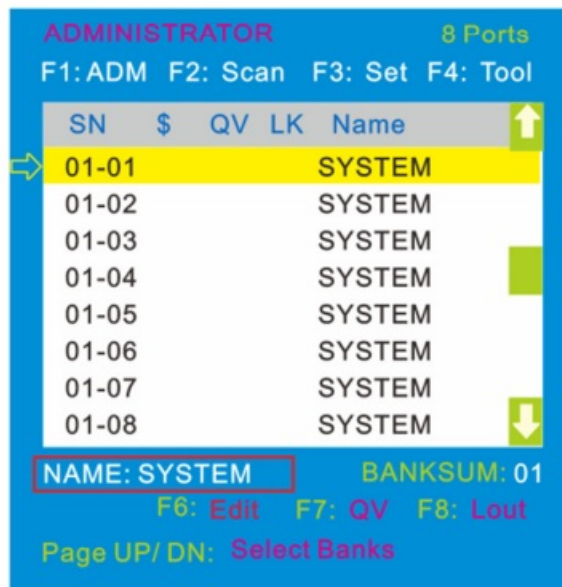 ADMINISTRATOR 8 Ports
F1: ADM F2: Scan F3: Set F4: Tool
SN $ QV LK Name
01-01 SYSTEM
01-02 SYSTEM
01-03 SYSTEM
01-04 SYSTEM
01-05 SYSTEM
01-06 SYSTEM
01-07 SYSTEM
01-08 SYSTEM
NAME: SYSTEM BANKSUM: 01
F6: Edit F7: QV F8: Lout
Page UP/ DN: Select Banks